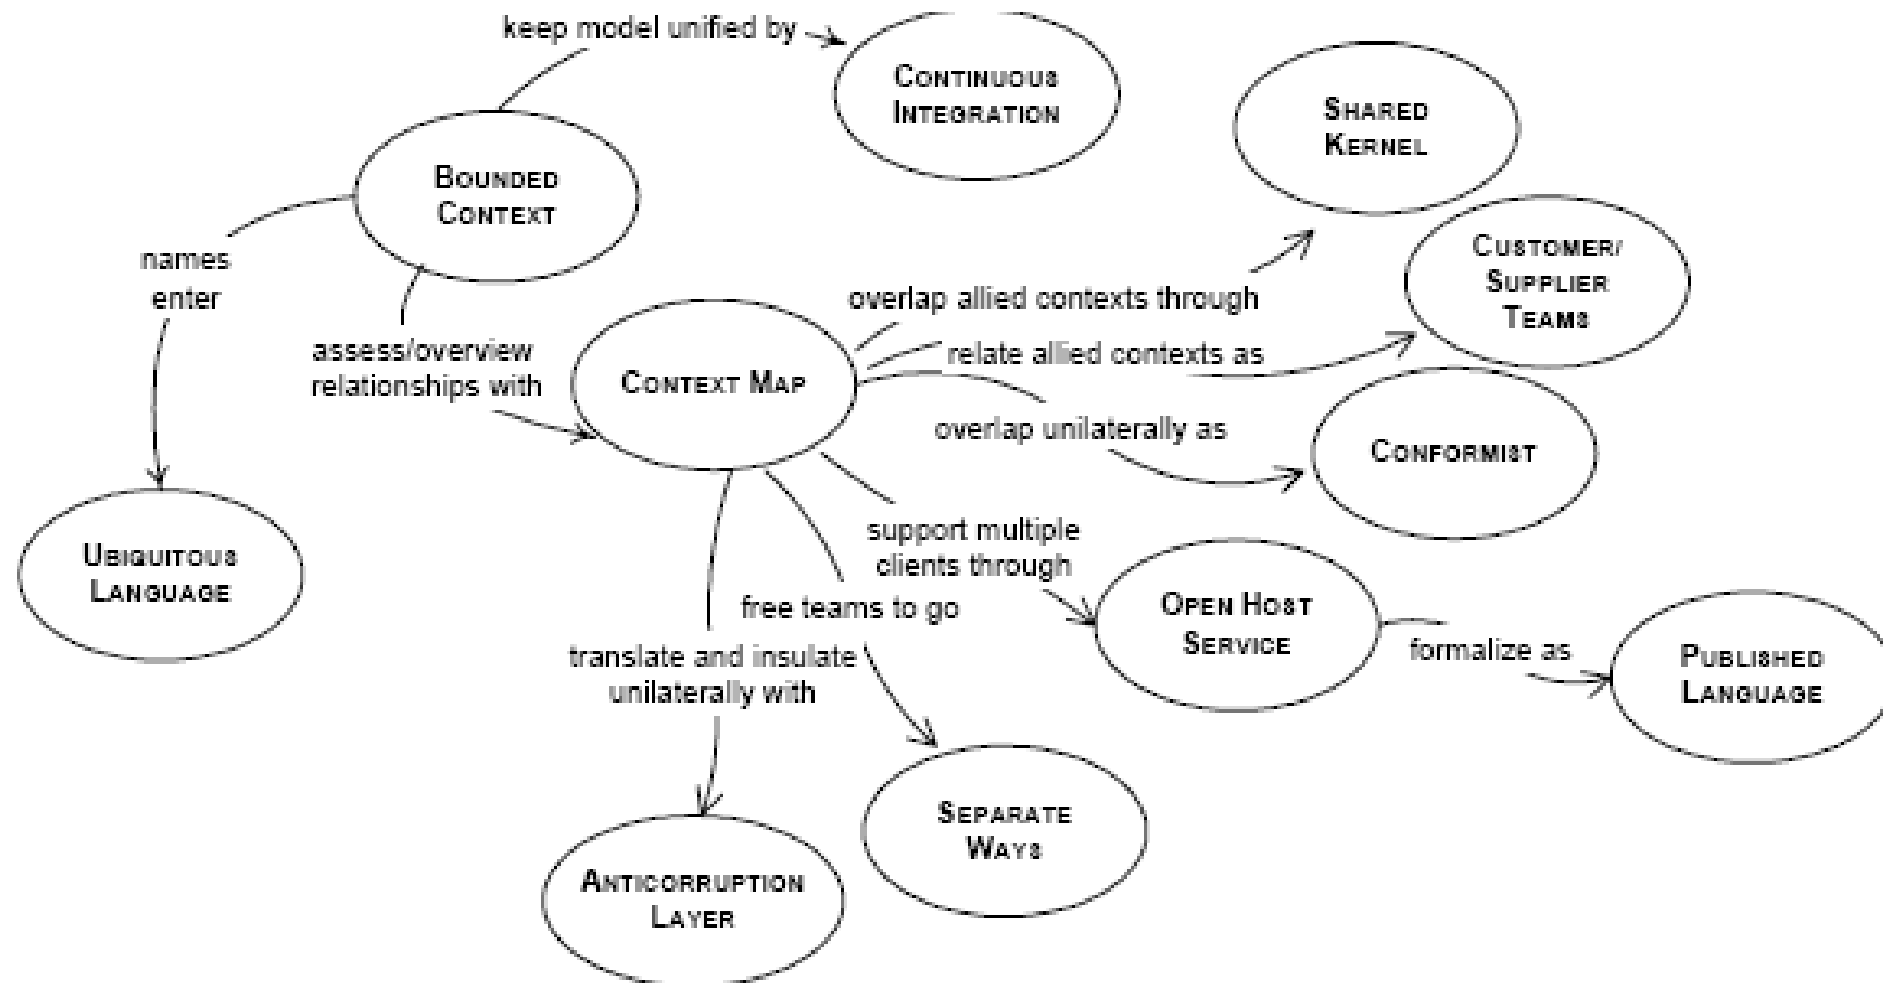 keep model unified by
CONTINUOUS
INTEGRATION
SHARED
KERNEL
BOUNDED
CONTEXT
names
enter
CUSTOMER/
SUPPLIER
TEAMS
overlap allied contexts through
assess/overview
relationships with
relate allied contexts as
CONTEXT MAP
overlap unilaterally as
CONFORMIST
support multiple
clients through
UBIQUITOUS
LANGUAGE
free teams to go
OPEN HOST
SERVICE
formalize as
PUBLISHED
LANGUAGE
translate and insulate
unilaterally with
SEPARATE
WAYS
ANTICORRUPTION
LAYER